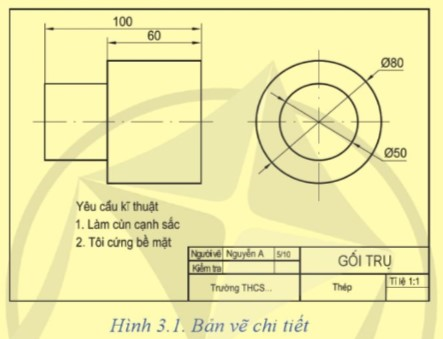 100
60
Ø80
Ø50
Yêu cầu kĩ thuật
1. Làm cùn cạnh sắc
2. Tôi cứng bề mặt
Người vẽ Nguyễn A 5/10
Kiểm tra
GỐI TRỤ
Trường THCS...
Thép
Tỉ lệ 1:1
Hình 3.1. Bản vẽ chi tiết